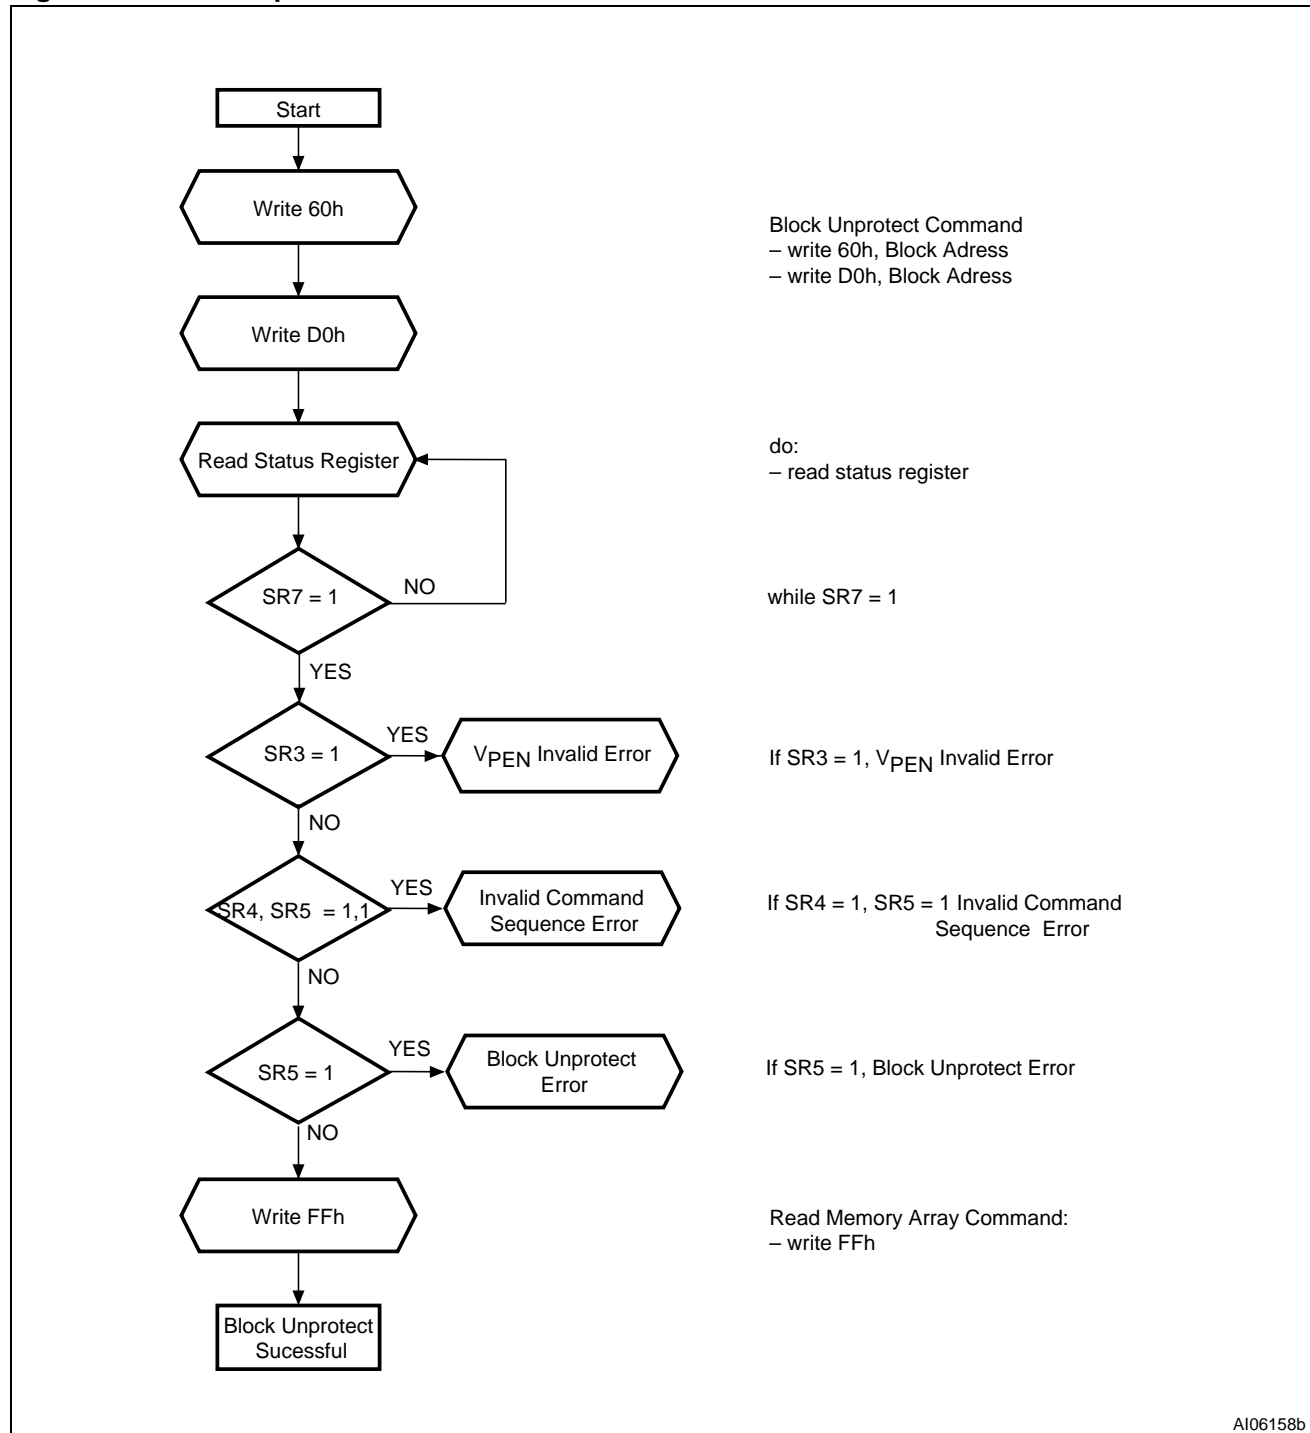 Start
Write 60h
Block Unprotect Command
– write 60h, Block Adress
– write D0h, Block Adress
Write D0h
Read Status Register
do:
– read status register
SR7 = 1
NO
while SR7 = 1
YES
SR3 = 1
YES
VPEN Invalid Error
If SR3 = 1, VPEN Invalid Error
NO
SR4, SR5 = 1,1
YES
Invalid Command
Sequence Error
If SR4 = 1, SR5 = 1 Invalid Command
Sequence Error
NO
SR5 = 1
YES
Block Unprotect
Error
If SR5 = 1, Block Unprotect Error
NO
Write FFh
Read Memory Array Command:
– write FFh
Block Unprotect
Sucessful
AI06158b